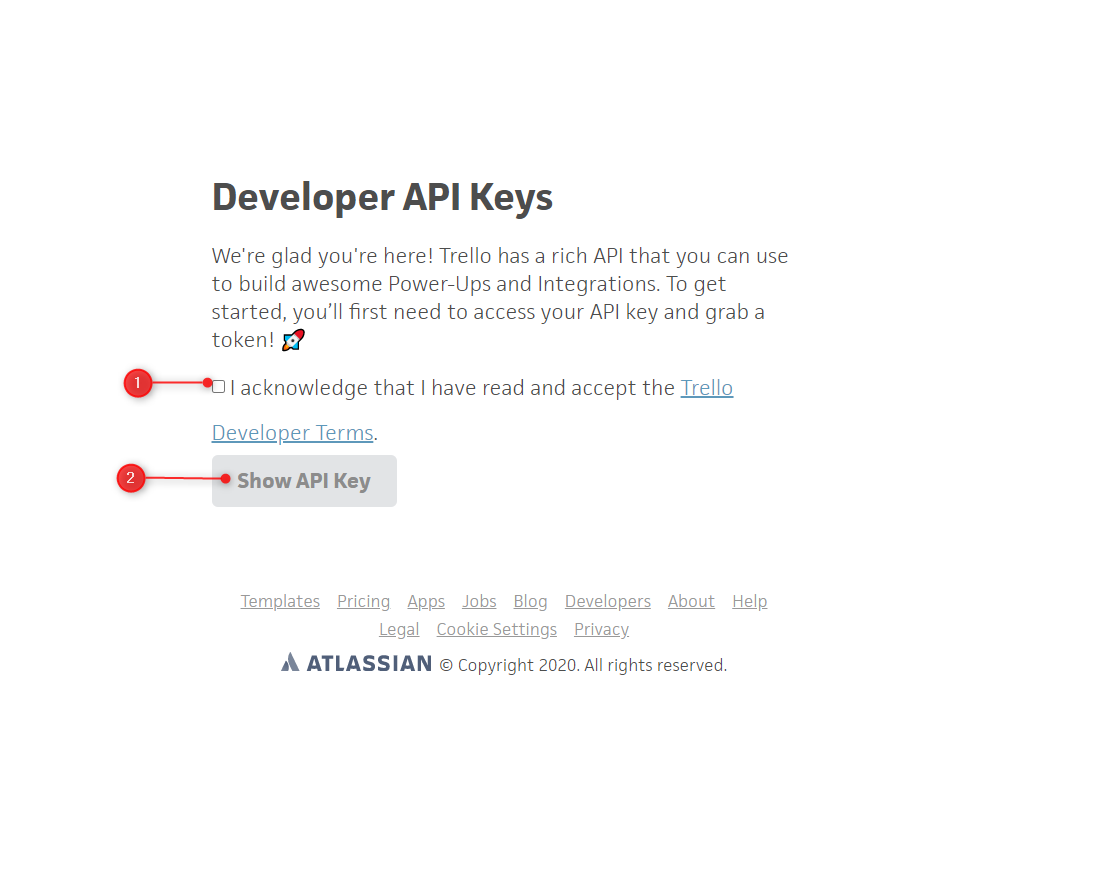 Developer API Keys
We're glad you're here! Trello has a rich API that you can use
to build awesome Power-Ups and Integrations. To get
started, you’ll first need to access your API key and grab a
token! 🚀
1
I acknowledge that I have read and accept the Trello
Developer Terms.
2
Show API Key
Templates Pricing Apps Jobs Blog Developers About Help
Legal Cookie Settings Privacy
ATLASSIAN © Copyright 2020. All rights reserved.